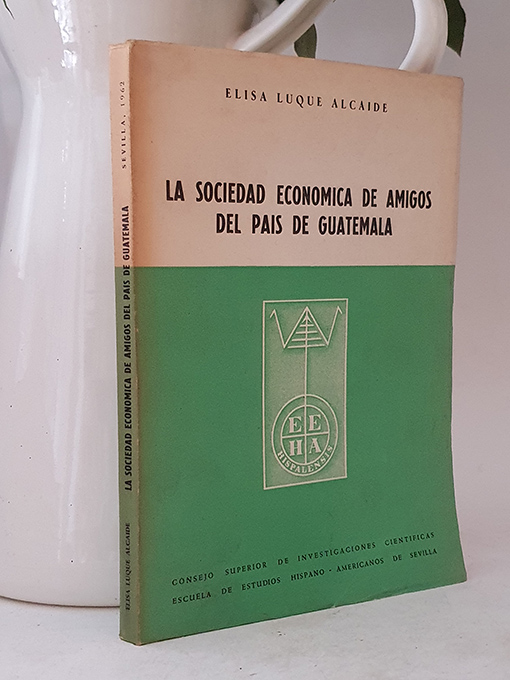 ELISA LUQUE ALCAIDE
LA SOCIEDAD ECONOMICA DE AMIGOS
DEL PAIS DE GUATEMALA
EE
HA
HISPALENSIS
CONSEJO SUPERIOR DE INVESTIGACIONES CIENTIFICAS
ESCUELA DE ESTUDIOS HISPANO - AMERICANOS DE SEVILLA
ELISA LUQUE ALCAIDE LA SOCIEDAD ECONOMICA DE AMIGOS DEL PAIS DE GUATEMALA SEVILLA, 1962